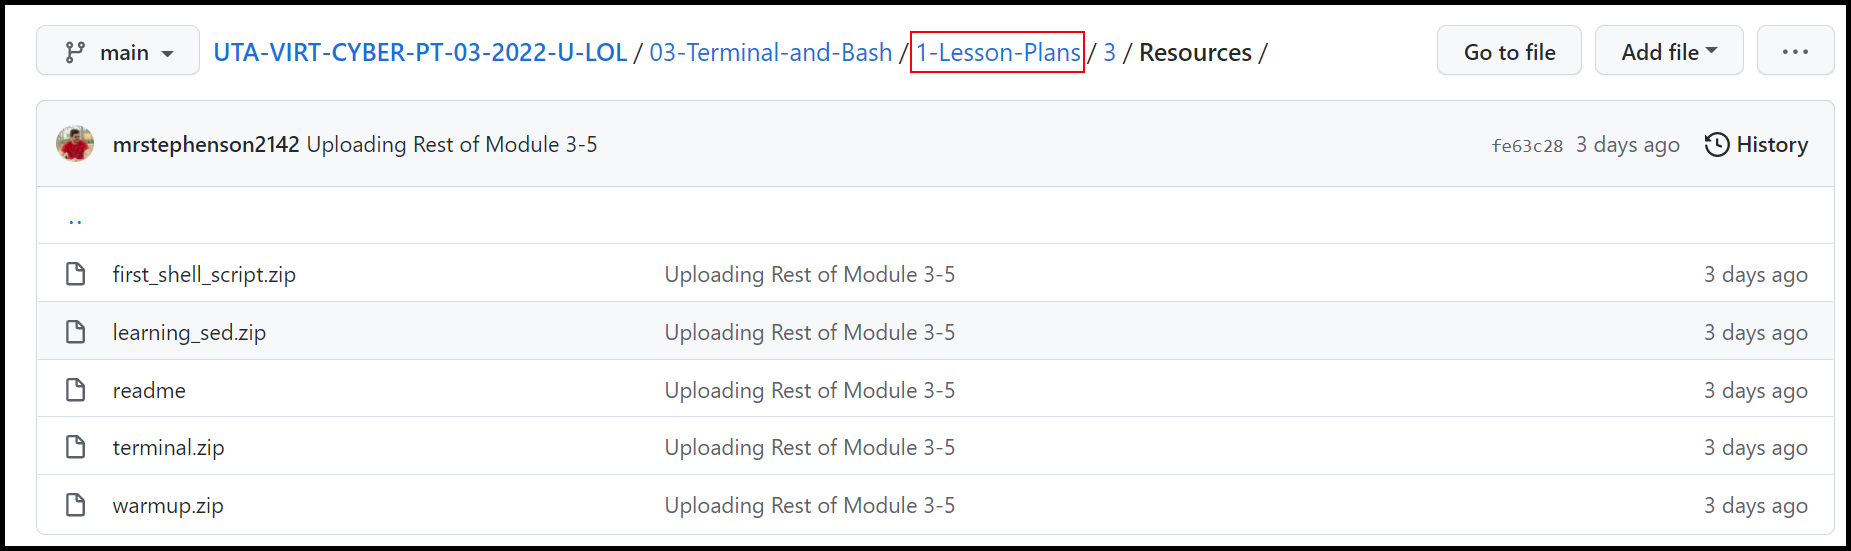 main UTA-VIRT-CYBER-PT-03-2022-U-LOL / 03-Terminal-and-Bash / 1-Lesson-Plans / 3 / Resources / Go to file Add file ...
mrstephenson2142 Uploading Rest of Module 3-5 fe63c28 3 days ago History
..
first_shell_script.zip Uploading Rest of Module 3-5 3 days ago
learning_sed.zip Uploading Rest of Module 3-5 3 days ago
readme Uploading Rest of Module 3-5 3 days ago
terminal.zip Uploading Rest of Module 3-5 3 days ago
warmup.zip Uploading Rest of Module 3-5 3 days ago